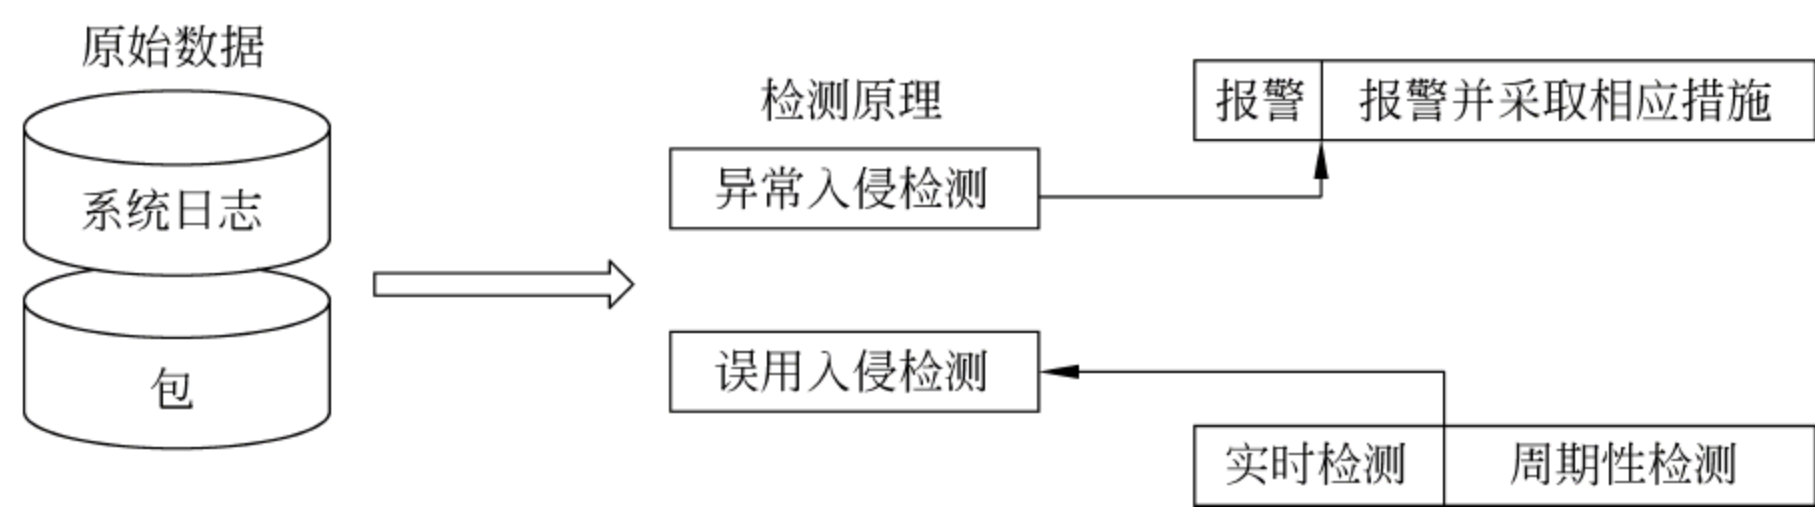 原始数据
系统日志
包
检测原理
异常入侵检测
误用入侵检测
报警 报警并采取相应措施
实时检测 周期性检测